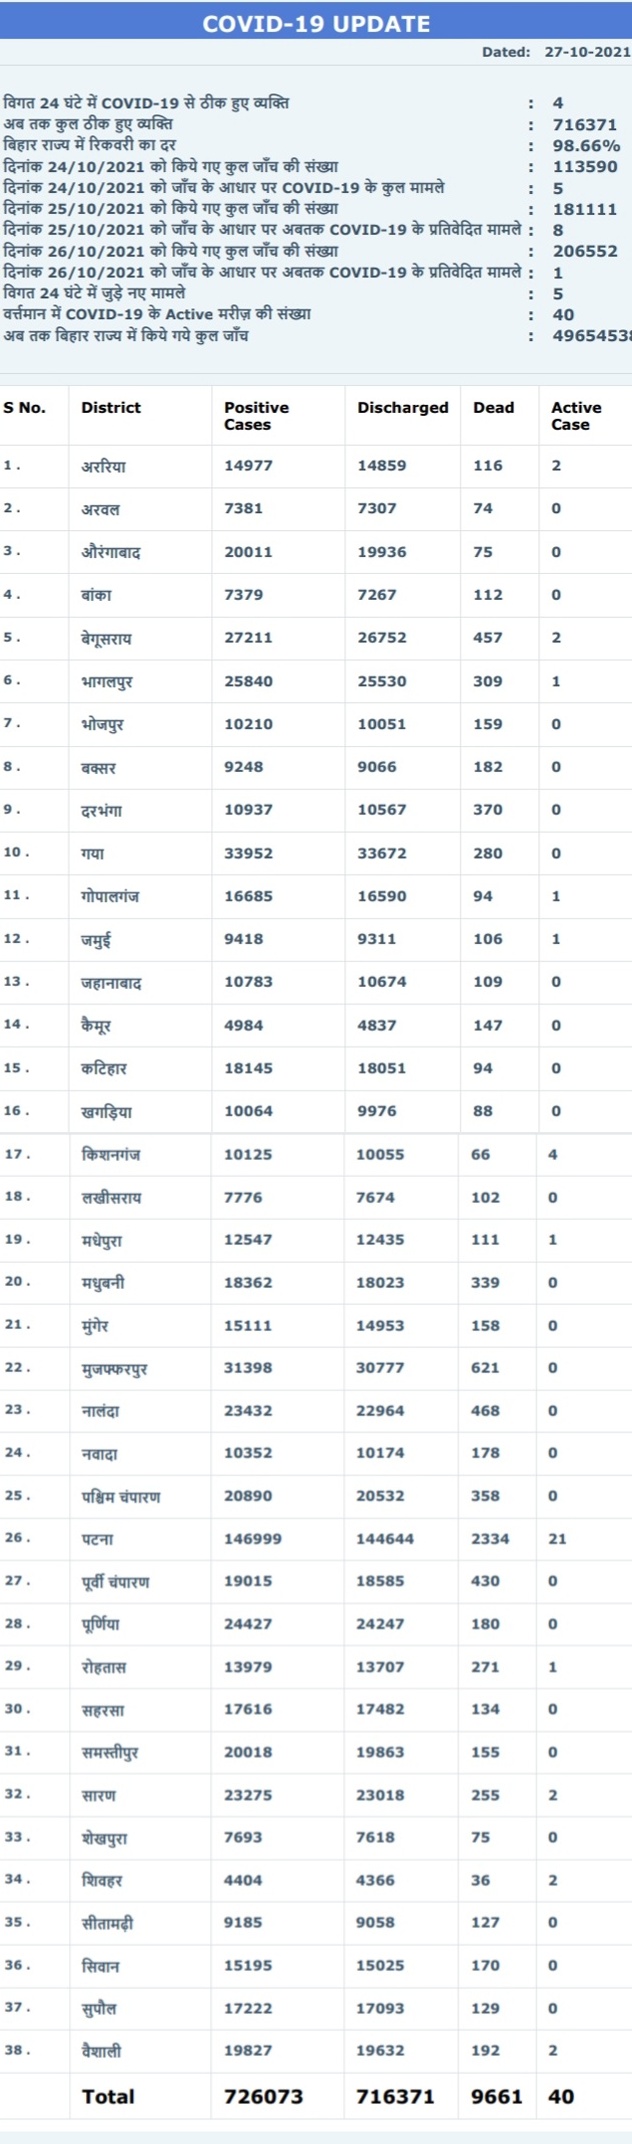 COVID-19 UPDATE
Dated: 27-10-2021
विगत 24 घंटे में COVID-19 से ठीक हुए व्यक्ति : 4
अब तक कुल ठीक हुए व्यक्ति : 716371
बिहार राज्य में रिकवरी का दर : 98.66%
दिनांक 24/10/2021 को किये गए कुल जाँच की संख्या : 113590
दिनांक 24/10/2021 को जाँच के आधार पर COVID-19 के कुल मामले : 5
दिनांक 25/10/2021 को किये गए कुल जाँच की संख्या : 181111
दिनांक 25/10/2021 को जाँच के आधार पर अबतक COVID-19 के प्रतिवेदित मामले : 8
दिनांक 26/10/2021 को किये गए कुल जाँच की संख्या : 206552
दिनांक 26/10/2021 को जाँच के आधार पर अबतक COVID-19 के प्रतिवेदित मामले : 1
विगत 24 घंटे में जुड़े नए मामले : 5
वर्त्तमान में COVID-19 के Active मरीज़ की संख्या : 40
अब तक बिहार राज्य में किये गये कुल जाँच : 49654538
S No. District Positive Cases Discharged Dead Active Case
1. अररिया 14977 14859 116 2
2. अरवल 7381 7307 74 0
3. औरंगाबाद 20011 19936 75 0
4. बांका 7379 7267 112 0
5. बेगूसराय 27211 26752 457 2
6. भागलपुर 25840 25530 309 1
7. भोजपुर 10210 10051 159 0
8. बक्सर 9248 9066 182 0
9. दरभंगा 10937 10567 370 0
10. गया 33952 33672 280 0
11. गोपालगंज 16685 16590 94 1
12. जमुई 9418 9311 106 1
13. जहानाबाद 10783 10674 109 0
14. कैमूर 4984 4837 147 0
15. कटिहार 18145 18051 94 0
16. खगड़िया 10064 9976 88 0
17. किशनगंज 10125 10055 66 4
18. लखीसराय 7776 7674 102 0
19. मधेपुरा 12547 12435 111 1
20. मधुबनी 18362 18023 339 0
21. मुंगेर 15111 14953 158 0
22. मुजफ्फरपुर 31398 30777 621 0
23. नालंदा 23432 22964 468 0
24. नवादा 10352 10174 178 0
25. पश्चिम चंपारण 20890 20532 358 0
26. पटना 146999 144644 2334 21
27. पूर्वी चंपारण 19015 18585 430 0
28. पूर्णिया 24427 24247 180 0
29. रोहतास 13979 13707 271 1
30. सहरसा 17616 17482 134 0
31. समस्तीपुर 20018 19863 155 0
32. सारण 23275 23018 255 2
33. शेखपुरा 7693 7618 75 0
34. शिवहर 4404 4366 36 2
35. सीतामढ़ी 9185 9058 127 0
36. सिवान 15195 15025 170 0
37. सुपौल 17222 17093 129 0
38. वैशाली 19827 19632 192 2
Total 726073 716371 9661 40